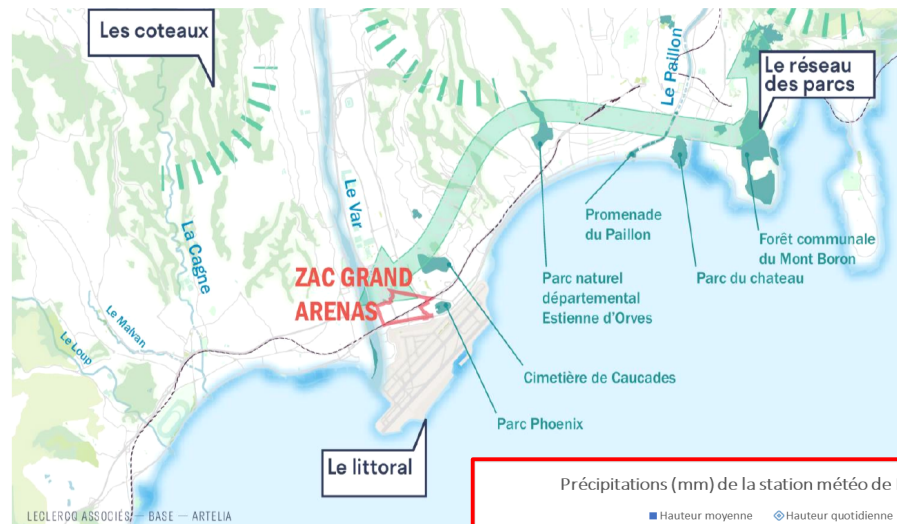 Les coteaux
Le Paillon
Le réseau
des parcs
Le Var
La Cagne
Promenade
du Paillon
Forêt communale
du Mont Boron
ZAC GRAND
ARENAS
Parc naturel
départemental
Estienne d'Orves
Parc du chateau
Le Malvan
Le Loup
Cimetière de Caucades
Parc Phoenix
Le littoral
Précipitations (mm) de la station météo de
Hauteur moyenne
Hauteur quotidienne
LECLERCQ ASSOCIÉS — BASE — ARTELIA